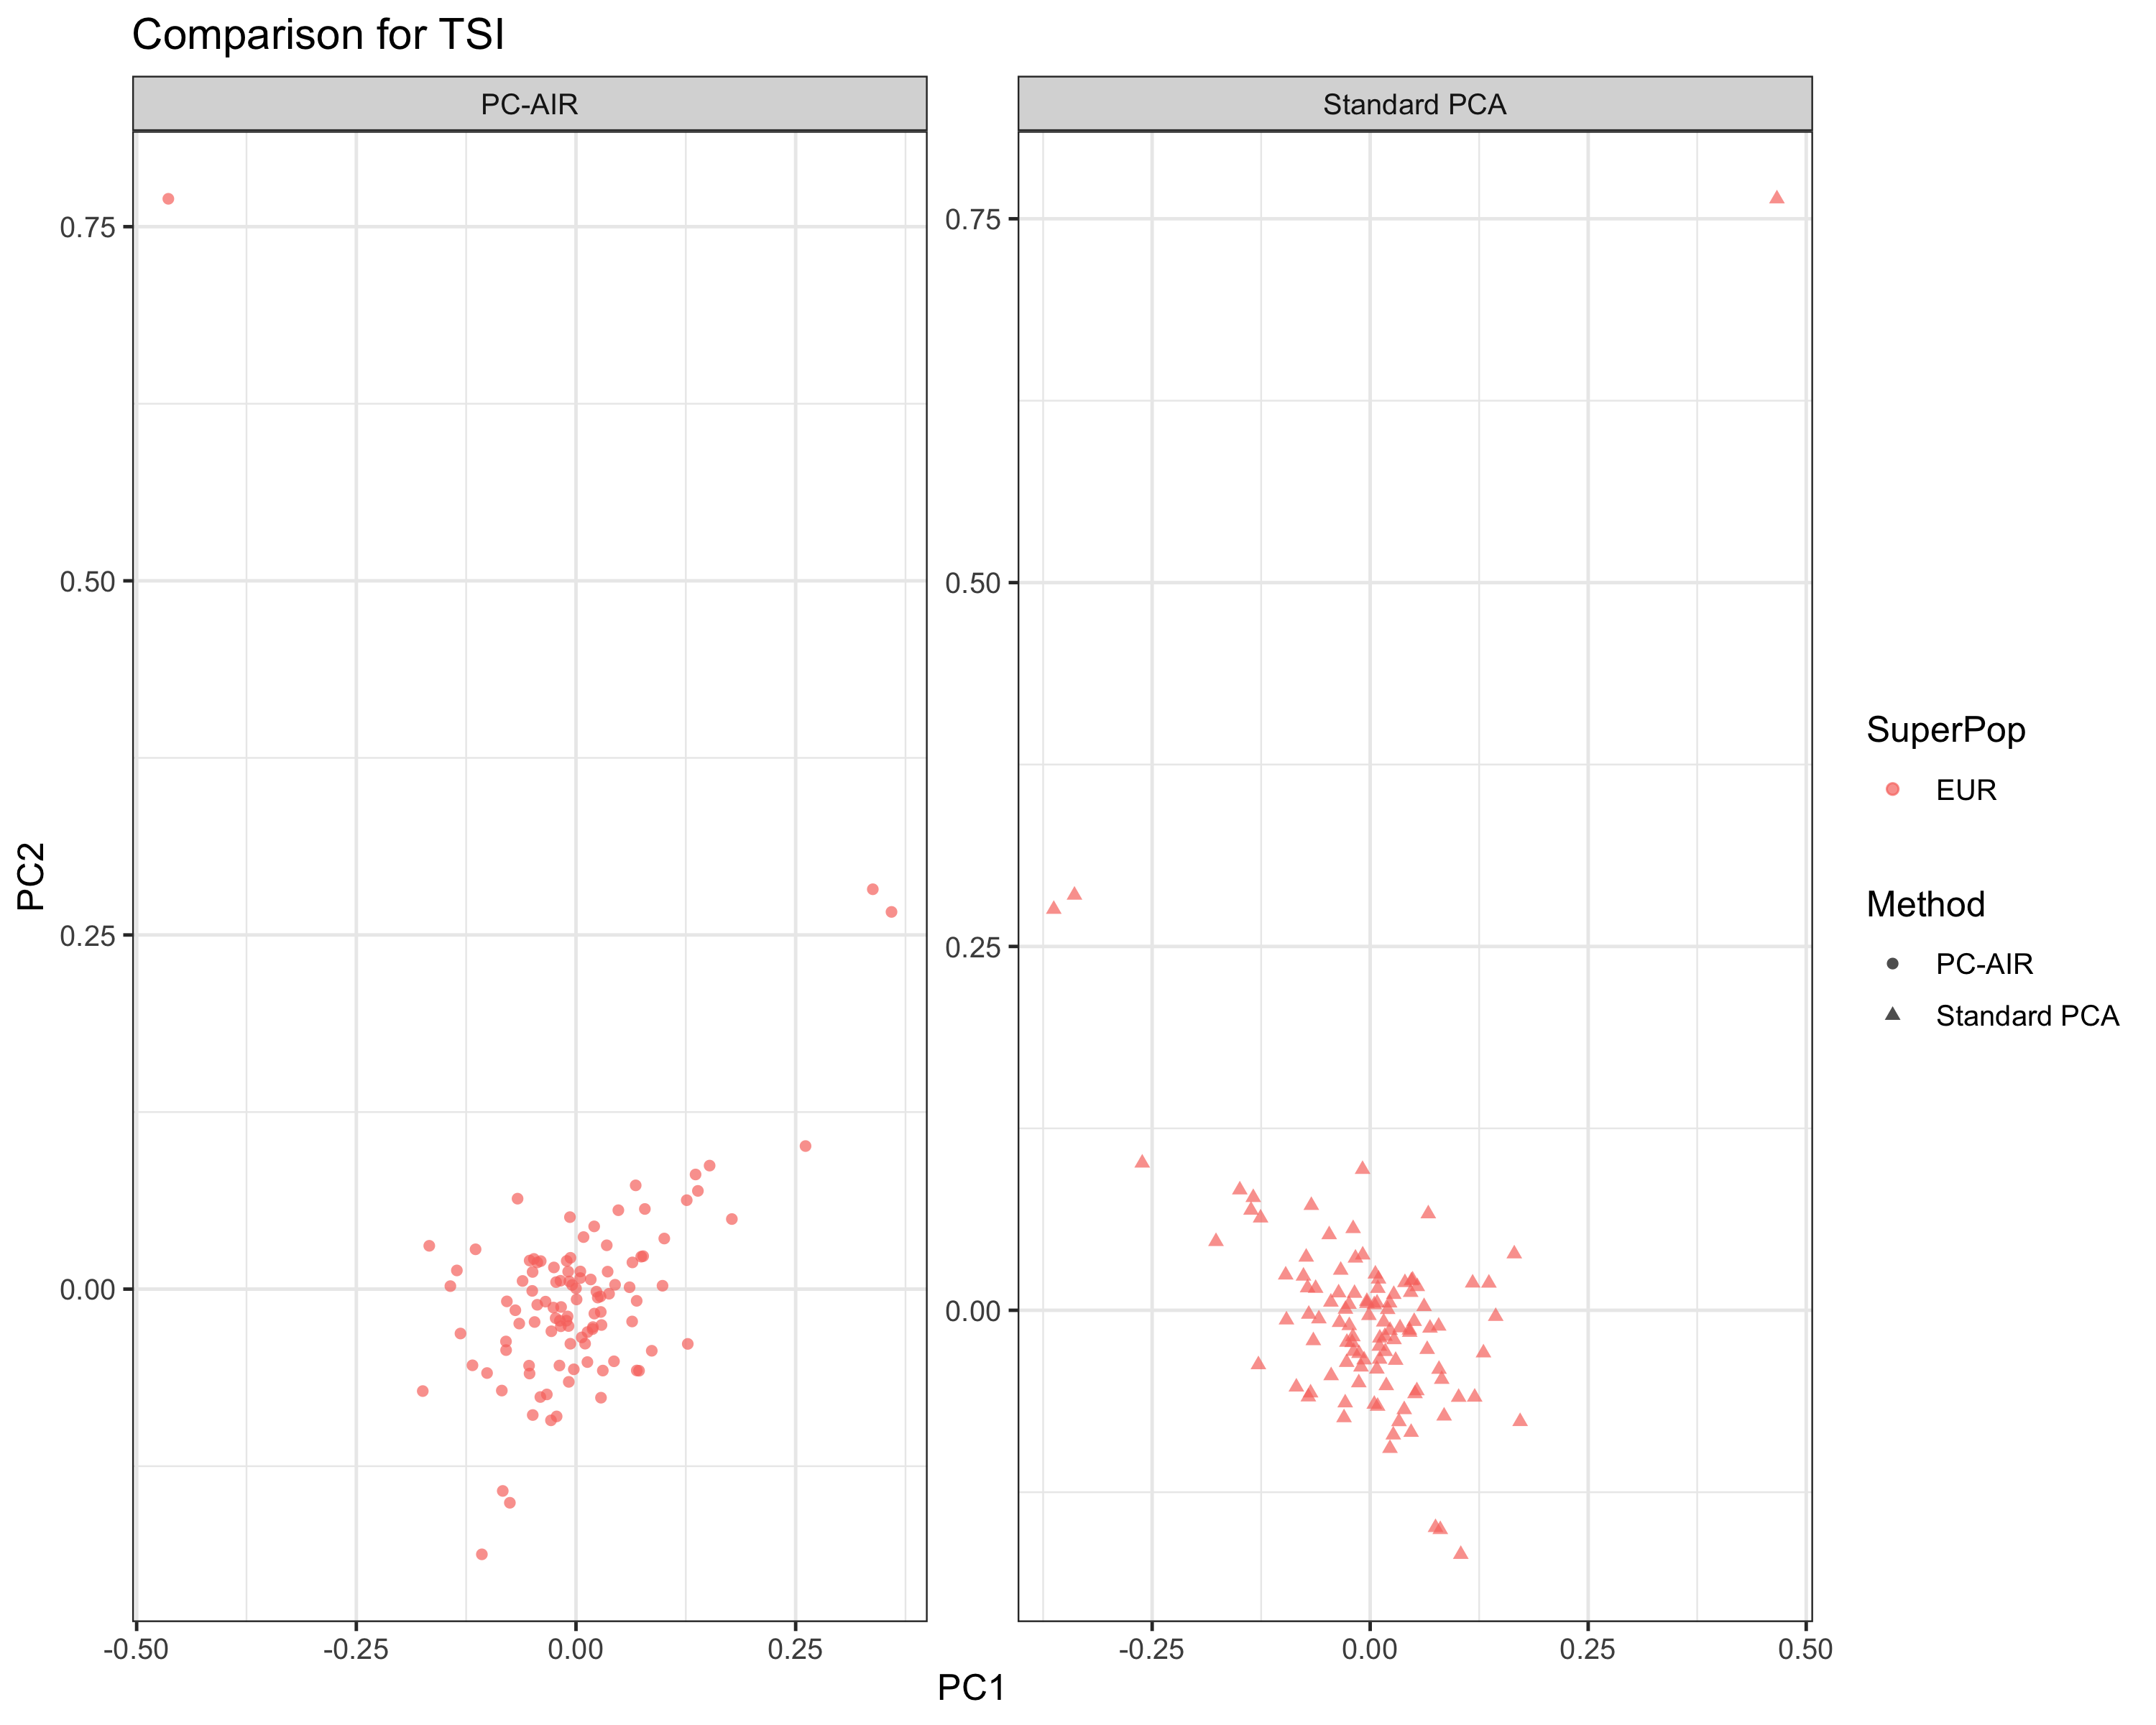 Comparison for TSI
PC-AIR
Standard PCA
PC2
0.75
0.50
0.25
0.00
0.75
0.50
0.25
0.00
-0.50 -0.25 0.00 0.25
-0.25 0.00 0.25 0.50
PC1
SuperPop
EUR
Method
PC-AIR
Standard PCA